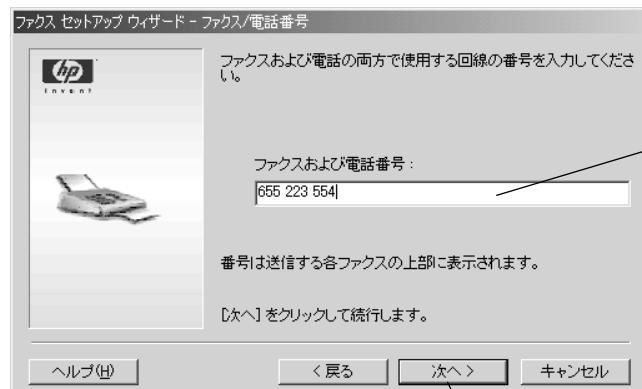 ファクス セットアップ ウィザード - ファクス/電話番号
hp
invent
ファクスおよび電話の両方で使用する回線の番号を入力してくださ
い。
ファクスおよび電話番号：
655 223 554
番号は送信する各ファクスの上部に表示されます。
[次へ] をクリックして続行します。
ヘルプ(H)
< 戻る
次へ >
キャンセル